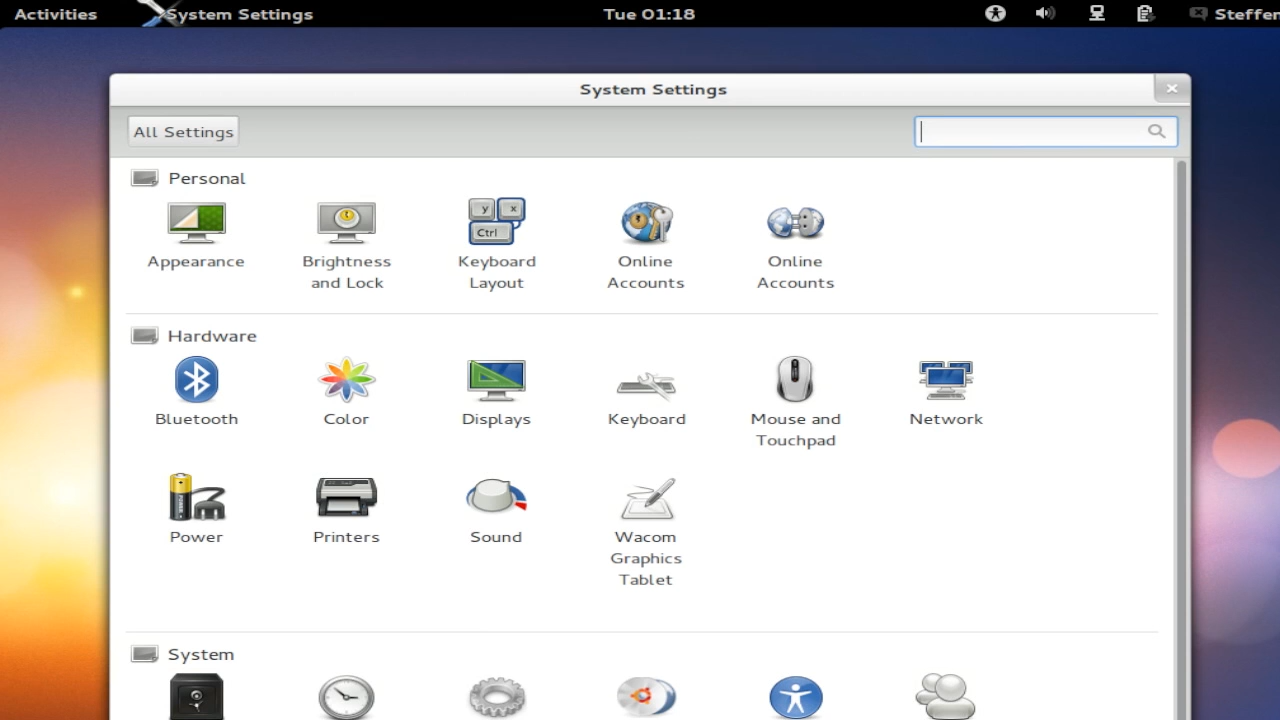 Activities System Settings Tue 01:18 Steffen
System Settings
All Settings
Personal
Appearance
Brightness
and Lock
Keyboard
Layout
Online
Accounts
Online
Accounts
y x
Ctrl
Hardware
Bluetooth
Color
Displays
Keyboard
Mouse and
Touchpad
Network
Power
Printers
Sound
Wacom
Graphics
Tablet
System